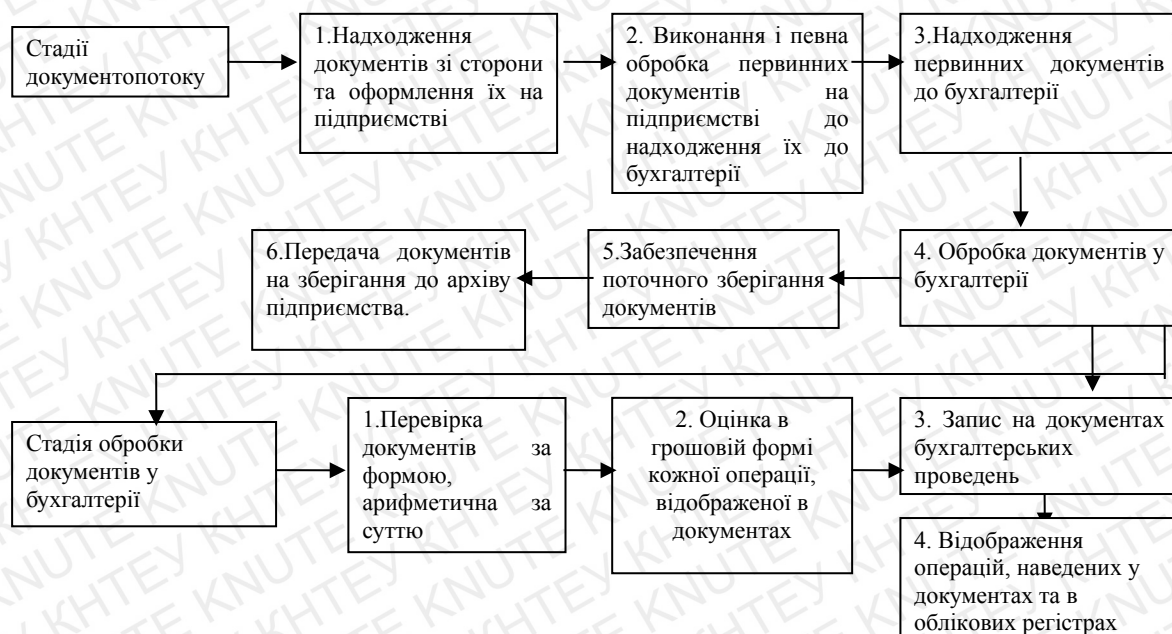 Стадії
документопотоку
1.Надходження
документів зі сторони
та оформлення їх на
підприємстві
2. Виконання і певна
обробка первинних
документів на
підприємстві до
надходження їх до
бухгалтерії
3.Надходження
первинних документів
до бухгалтерії
6.Передача документів
на зберігання до архіву
підприємства.
5.Забезпечення
поточного зберігання
документів
4. Обробка документів у
бухгалтерії
Стадія обробки
документів у
бухгалтерії
1.Перевірка
документів за
формою,
арифметична за
суттю
2. Оцінка в
грошовій формі
кожної операції,
відображеної в
документах
3. Запис на документах
бухгалтерських
проведень
4. Відображення
операцій, наведених у
документах та в
облікових регістрах